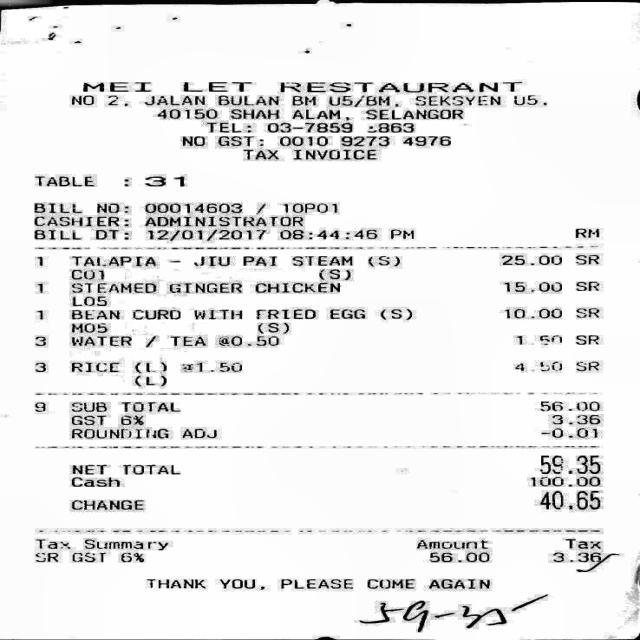 MEI LET RESTAURANT
NO 2, JALAN BULAN BM U5/BM, SEKSYEN U5.
40150 SHAH ALAM, SELANGOR
TEL: 03-7859 863
NO GST: 0010 9273 4976
TAX INVOICE
TABLE : 31
BILL NO: 00014603 / TOP01
CASHIER: ADMINISTRATOR
BILL DT: 12/01/2017 08:44:46 PM RM
1 TALAPIA - JIU PAI STEAM (S) 25.00 SR
C01 (S)
1 STEAMED GINGER CHICKEN 15.00 SR
L05
1 BEAN CURD WITH FRIED EGG (S) 10.00 SR
M05 (S)
3 WATER / TEA @0.50 1.50 SR
3 RICE (L) @1.50 4.50 SR
(L)
9 SUB TOTAL 56.00
GST 6% 3.36
ROUNDING ADJ -0.01
NET TOTAL 59.35
Cash 100.00
CHANGE 40.65
Tax Summary Amount Tax
SR GST 6% 56.00 3.36
THANK YOU, PLEASE COME AGAIN
59-35